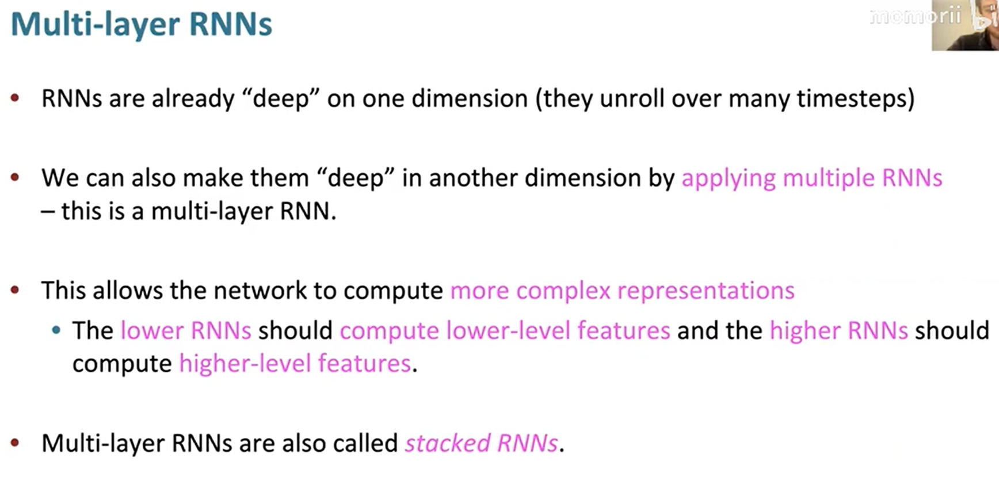 Multi-layer RNNs
momorii
• RNNs are already “deep” on one dimension (they unroll over many timesteps)
• We can also make them “deep” in another dimension by applying multiple RNNs
– this is a multi-layer RNN.
• This allows the network to compute more complex representations
• The lower RNNs should compute lower-level features and the higher RNNs should
compute higher-level features.
• Multi-layer RNNs are also called stacked RNNs.